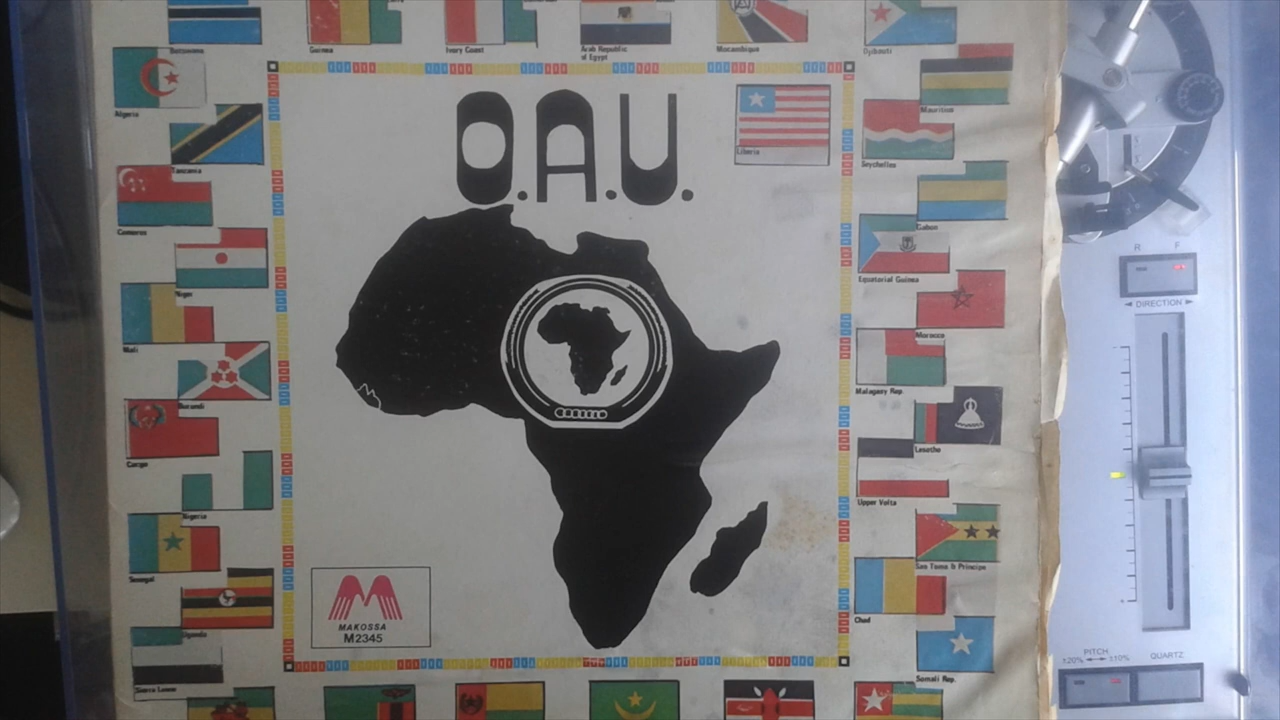 Botswana
Guinea
Ivory Coast
Arab Republic
of Egypt
Mocambique
Djibouti
O.A.U.
Liberia
Algeria
Tanzania
Comoros
Niger
Mali
Burundi
Congo
Nigeria
Senegal
Uganda
Sierra Leone
Mauritius
Seychelles
Gabon
Equatorial Guinea
Morocco
Malagasy Rep.
Lesotho
Upper Volta
Sao Tome & Principe
Chad
Somali Rep.
MAKOSSA
M2345
R F
DIRECTION
PITCH
±20% ±10%
QUARTZ